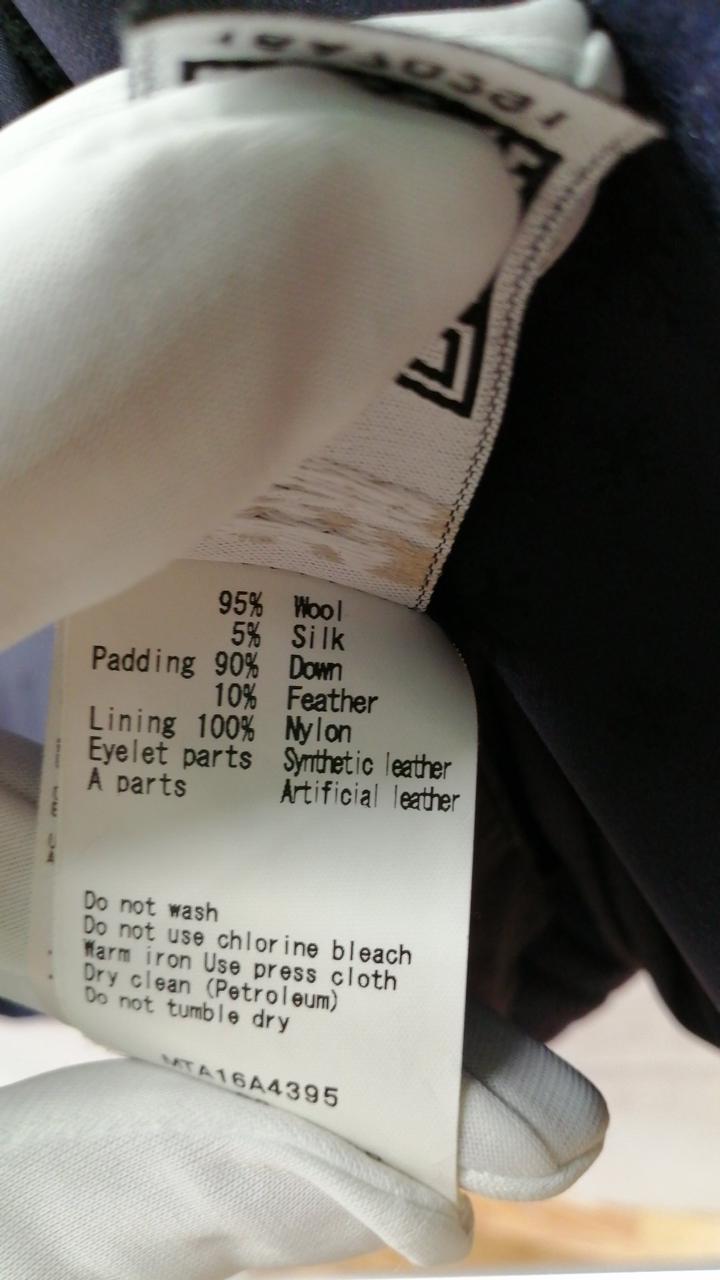 95% Wool
5% Silk
Padding 90% Down
10% Feather
Lining 100% Nylon
Eyelet parts Synthetic leather
A parts Artificial leather
Do not wash
Do not use chlorine bleach
Warm iron Use press cloth
Dry clean (Petroleum)
Do not tumble dry
MTA16A4395